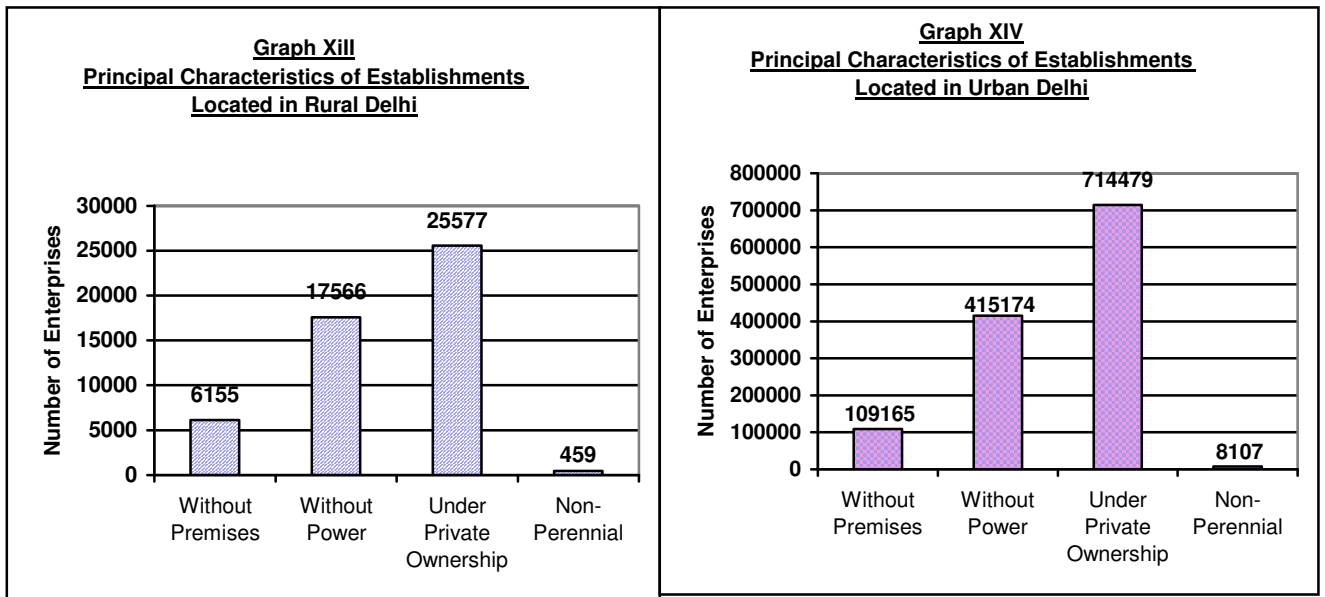 Graph XiII
Principal Characteristics of Establishments
Located in Rural Delhi
Number of Enterprises
30000
25000
20000
15000
10000
5000
0
6155
17566
25577
459
Without
Premises
Without
Power
Under
Private
Ownership
Non-
Perennial
Graph XIV
Principal Characteristics of Establishments
Located in Urban Delhi
Number of Enterprises
800000
700000
600000
500000
400000
300000
200000
100000
0
109165
415174
714479
8107
Without
Premises
Without
Power
Under
Private
Ownership
Non-
Perennial